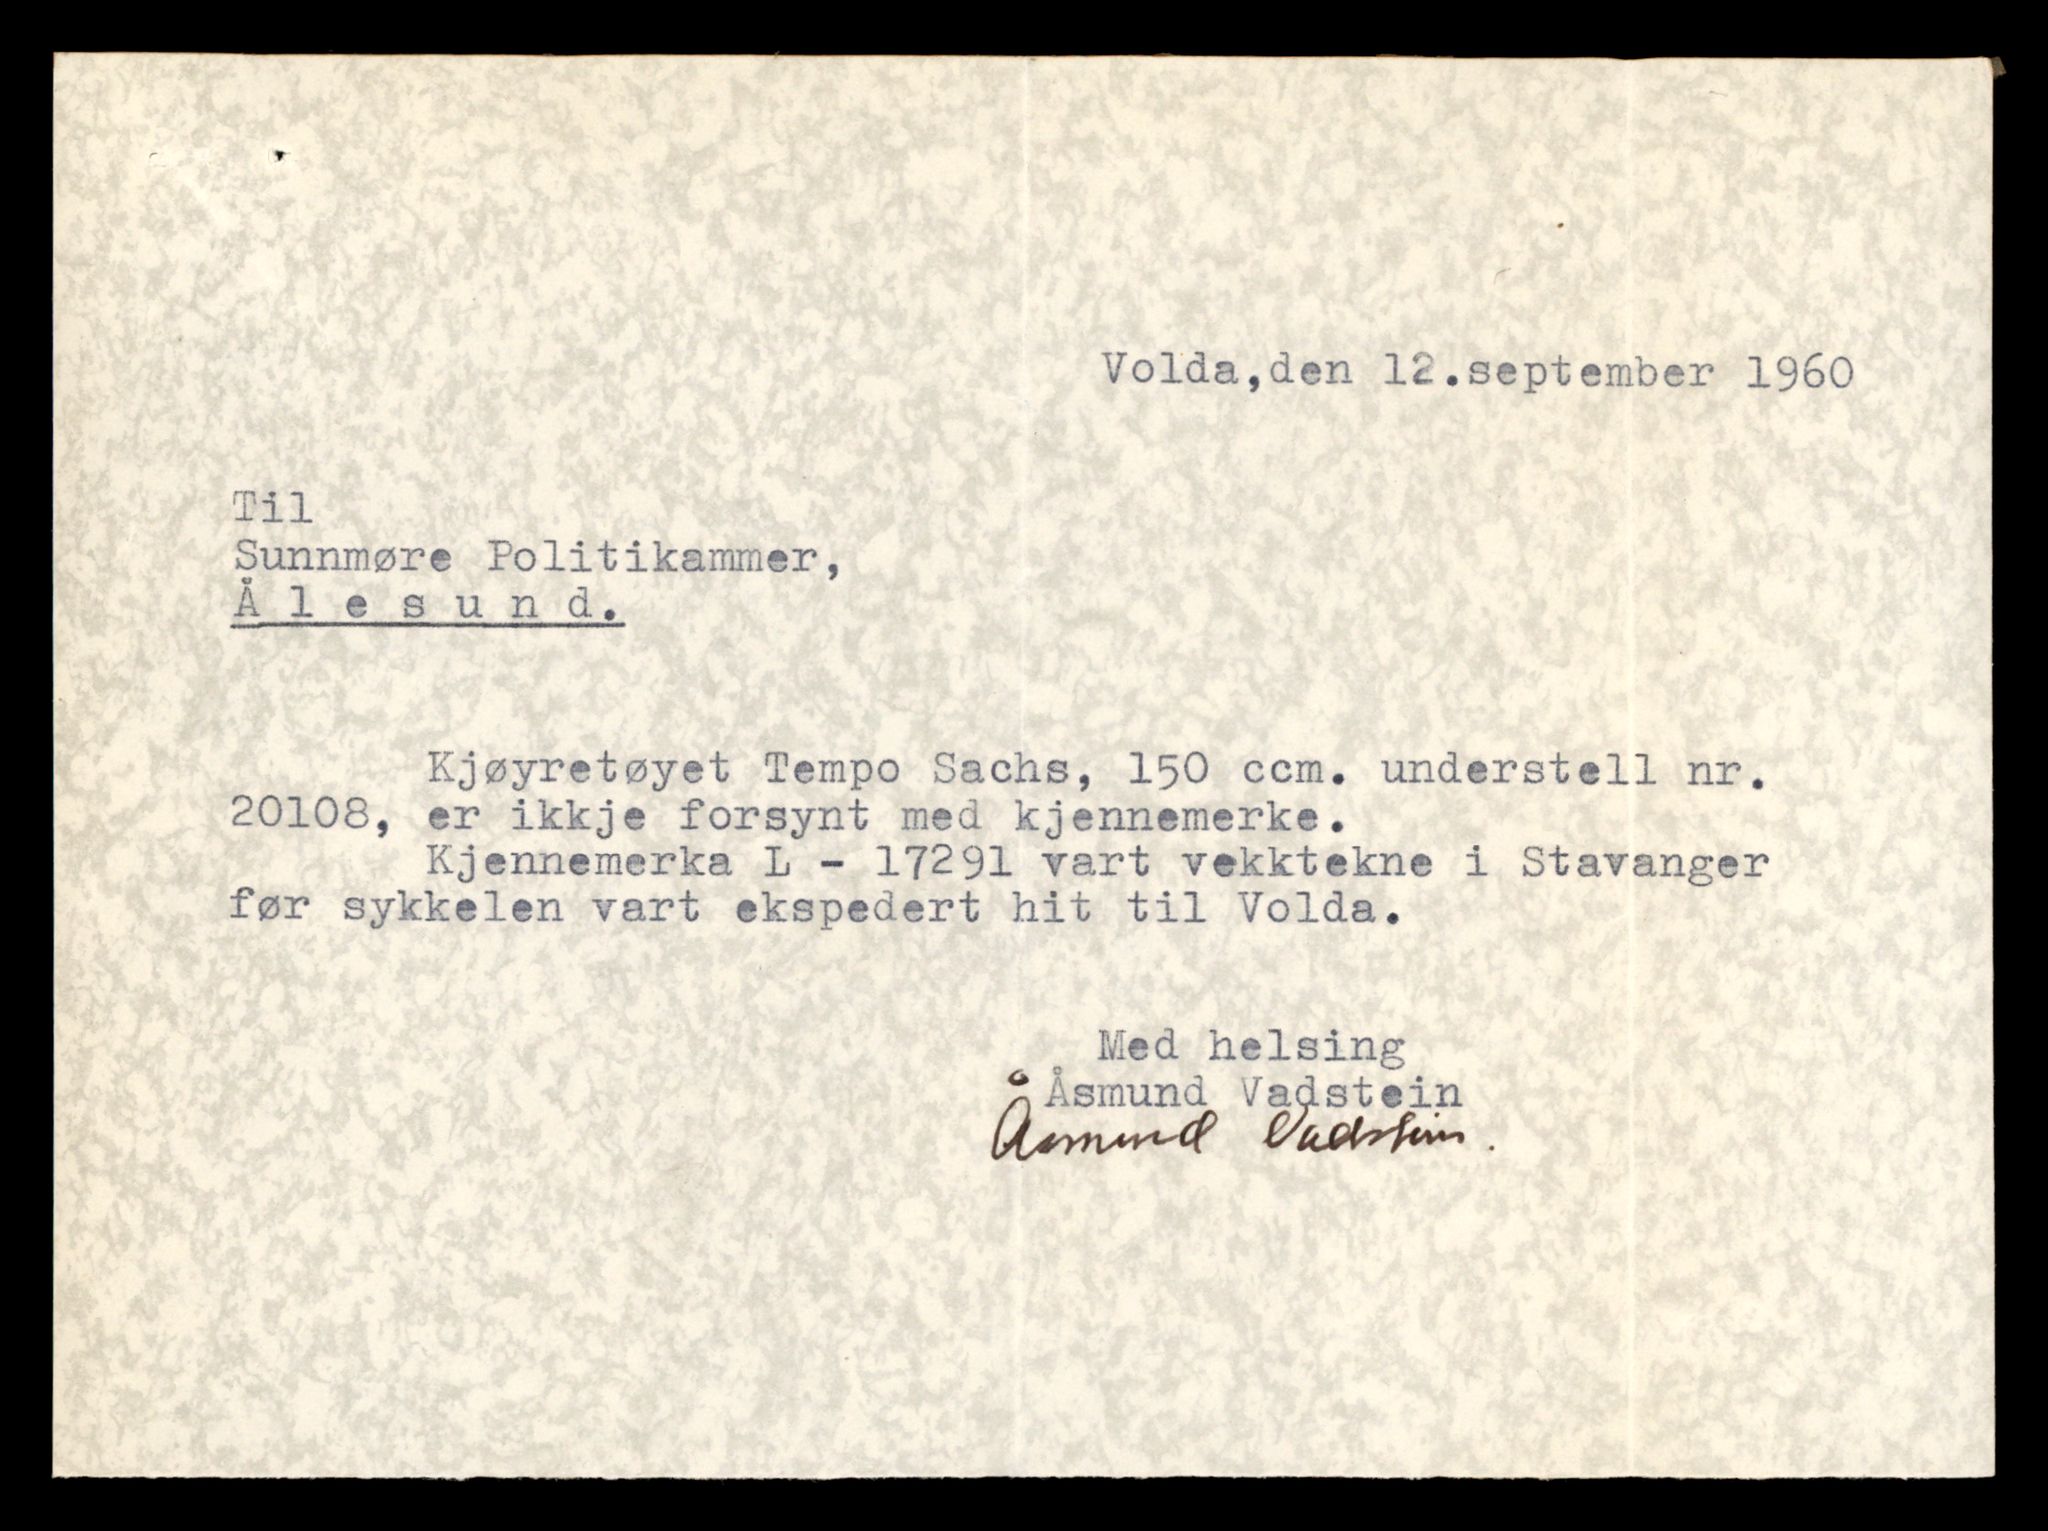 Volda,den 12.september 1960
Til
Sunnmøre Politikammer,
Å l e s u n d.
Kjøyretøyet Tempo Sachs, 150 ccm. understell nr.
20108, er ikkje forsynt med kjennemerke.
Kjennemerka L - 17291 vart vekktekne i Stavanger
før sykkelen vart ekspedert hit til Volda.
Med helsing
Åsmund Vadstein
Åsmund Vadstein.